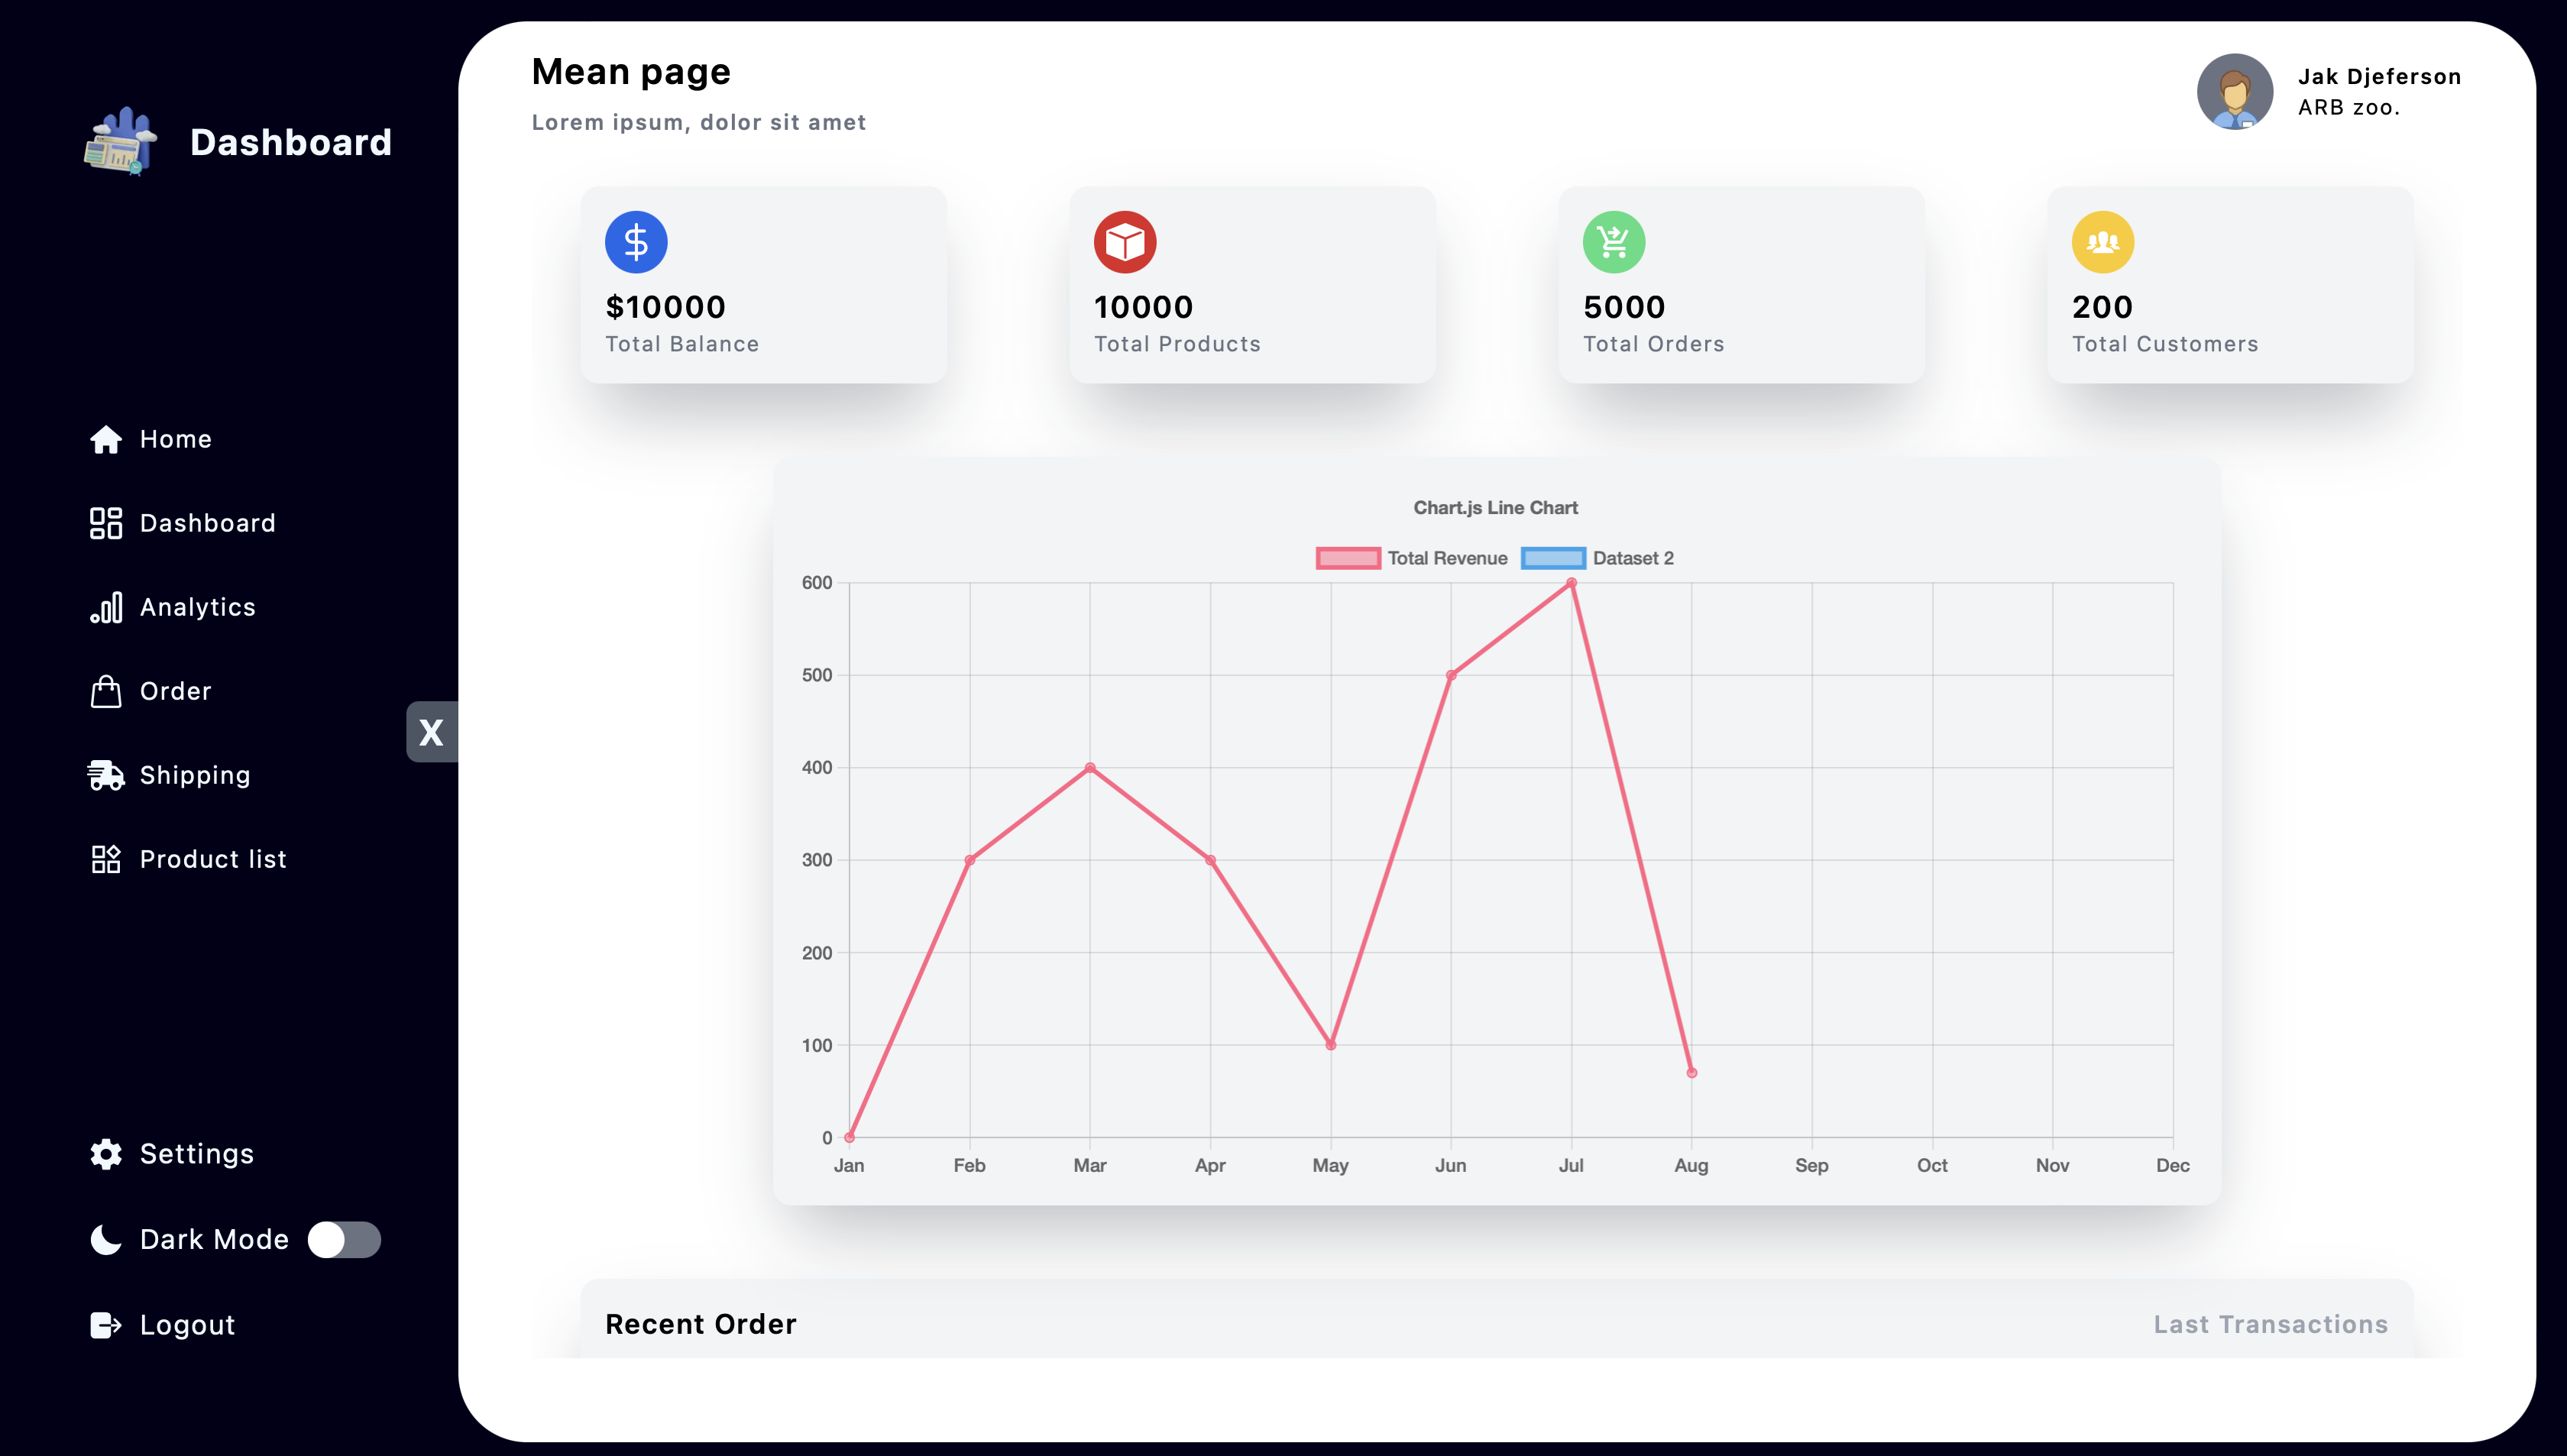 Dashboard
Home
Dashboard
Analytics
Order
Shipping
Product list
Settings
Dark Mode
Logout
X
Mean page
Lorem ipsum, dolor sit amet
Jak Djeferson
ARB zoo.
$10000
Total Balance
10000
Total Products
5000
Total Orders
200
Total Customers
Chart.js Line Chart
Total Revenue Dataset 2
600
500
400
300
200
100
0
Jan Feb Mar Apr May Jun Jul Aug Sep Oct Nov Dec
Recent Order Last Transactions